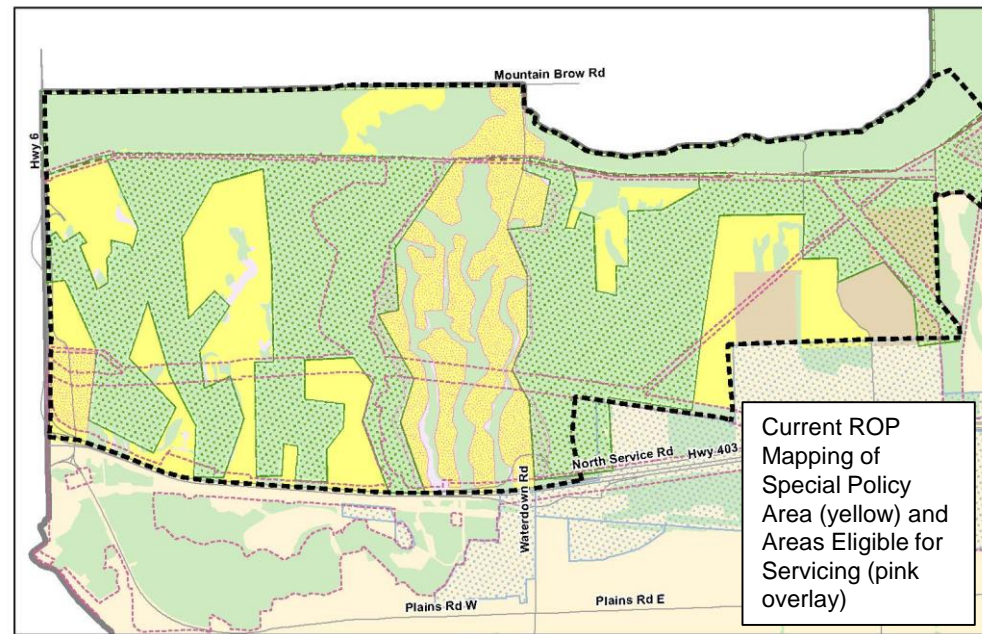 Mountain Brow Rd
Hwy 6
North Service Rd
Hwy 403
Waterdown Rd
Plains Rd W
Plains Rd E
Current ROP
Mapping of
Special Policy
Area (yellow) and
Areas Eligible for
Servicing (pink
overlay)